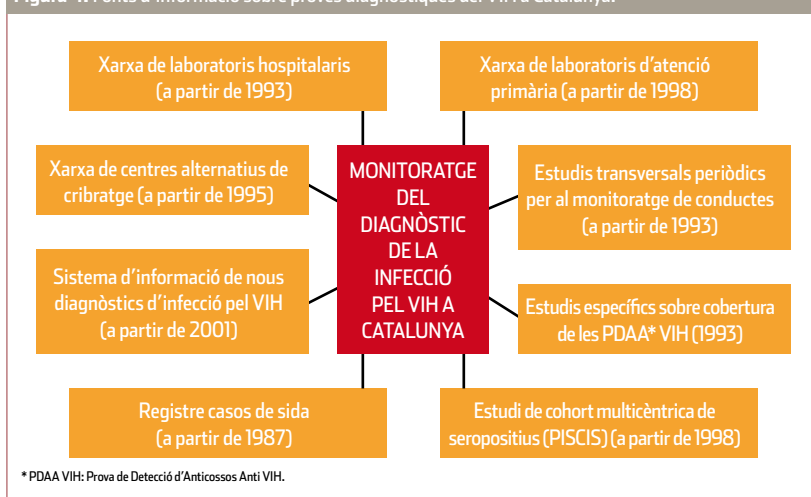 Xarxa de laboratoris hospitalaris
(a partir de 1993)
Xarxa de laboratoris d'atenció
primària (a partir de 1998)
Xarxa de centres alternatius de
cribratge (a partir de 1995)
MONITORATGE
DEL
DIAGNÒSTIC
DE LA
INFECCIÓ
PEL VIH A
CATALUNYA
Estudis transversals periòdics
per al monitoratge de conductes
(a partir de 1993)
Sistema d'informació de nous
diagnòstics d'infecció pel VIH
(a partir de 2001)
Estudis específics sobre cobertura
de les PDAA* VIH (1993)
Registre casos de sida
(a partir de 1987)
Estudi de cohort multicèntrica de
seropositius (PISCIS) (a partir de 1998)
* PDAA VIH: Prova de Detecció d'Anticossos Anti VIH.